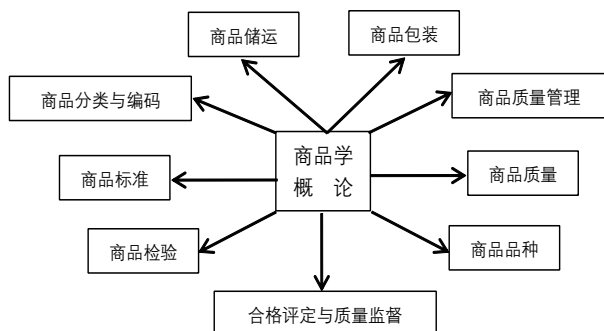 商品储运
商品包装
商品分类与编码
商品质量管理
商品学
概 论
商品标准
商品质量
商品检验
商品品种
合格评定与质量监督